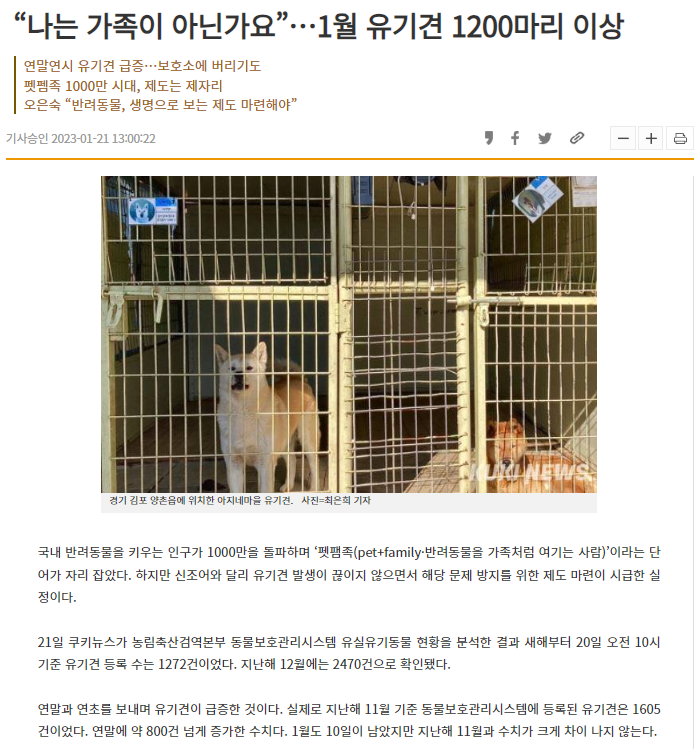 “나는 가족이 아닌가요”…1월 유기견 1200마리 이상
연말연시 유기견 급증…보호소에 버리기도
펫펨족 1000만 시대, 제도는 제자리
오은숙 “반려동물, 생명으로 보는 제도 마련해야”
기사승인 2023-01-21 13:00:22
KUKI NEWS
경기 김포 양촌읍에 위치한 아지네마을 유기견. 사진=최은희 기자
국내 반려동물을 키우는 인구가 1000만을 돌파하며 ‘펫팸족(pet+family·반려동물을 가족처럼 여기는 사람)’이라는 단
어가 자리 잡았다. 하지만 신조어와 달리 유기견 발생이 끊이지 않으면서 해당 문제 방지를 위한 제도 마련이 시급한 실
정이다.
21일 쿠키뉴스가 농림축산검역본부 동물보호관리시스템 유실유기동물 현황을 분석한 결과 새해부터 20일 오전 10시
기준 유기견 등록 수는 1272건이었다. 지난해 12월에는 2470건으로 확인됐다.
연말과 연초를 보내며 유기견이 급증한 것이다. 실제로 지난해 11월 기준 동물보호관리시스템에 등록된 유기견은 1605
건이었다. 연말에 약 800건 넘게 증가한 수치다. 1월도 10일이 남았지만 지난해 11월과 수치가 크게 차이 나지 않는다.